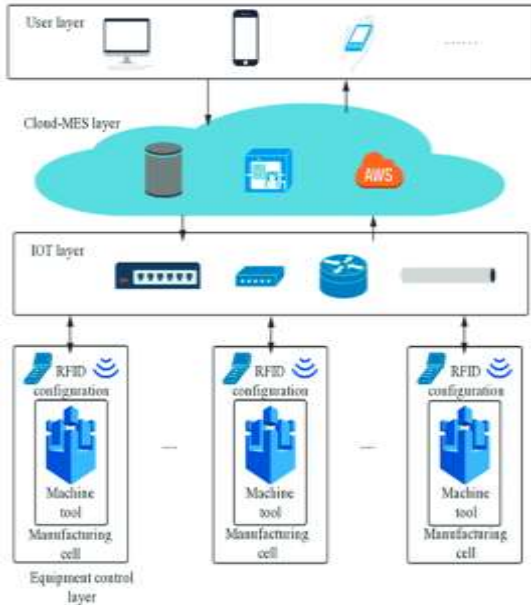 User layer
Cloud-MES layer
AWS
IOT layer
RFID
configuration
Machine
tool
Manufacturing
cell
RFID
configuration
Machine
tool
Manufacturing
cell
RFID
configuration
Machine
tool
Manufacturing
cell
Equipment control
layer